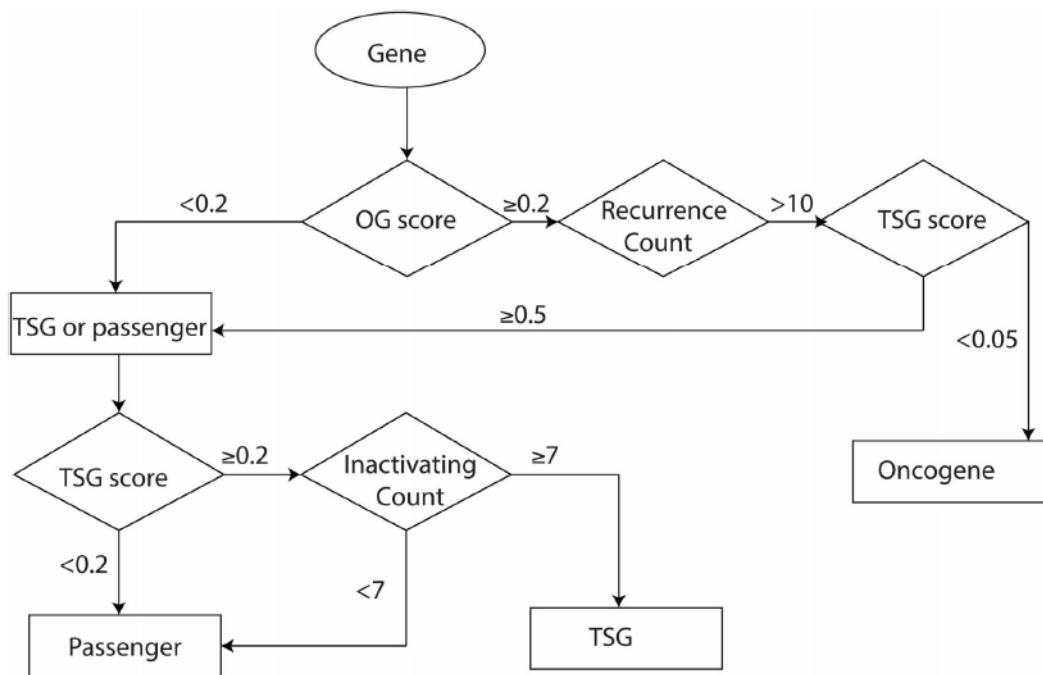 Gene
<0.2
OG score
≥0.2
Recurrence
Count
>10
TSG score
TSG or passenger
≥0.5
<0.05
TSG score
≥0.2
Inactivating
Count
≥7
Oncogene
<0.2
<7
Passenger
TSG